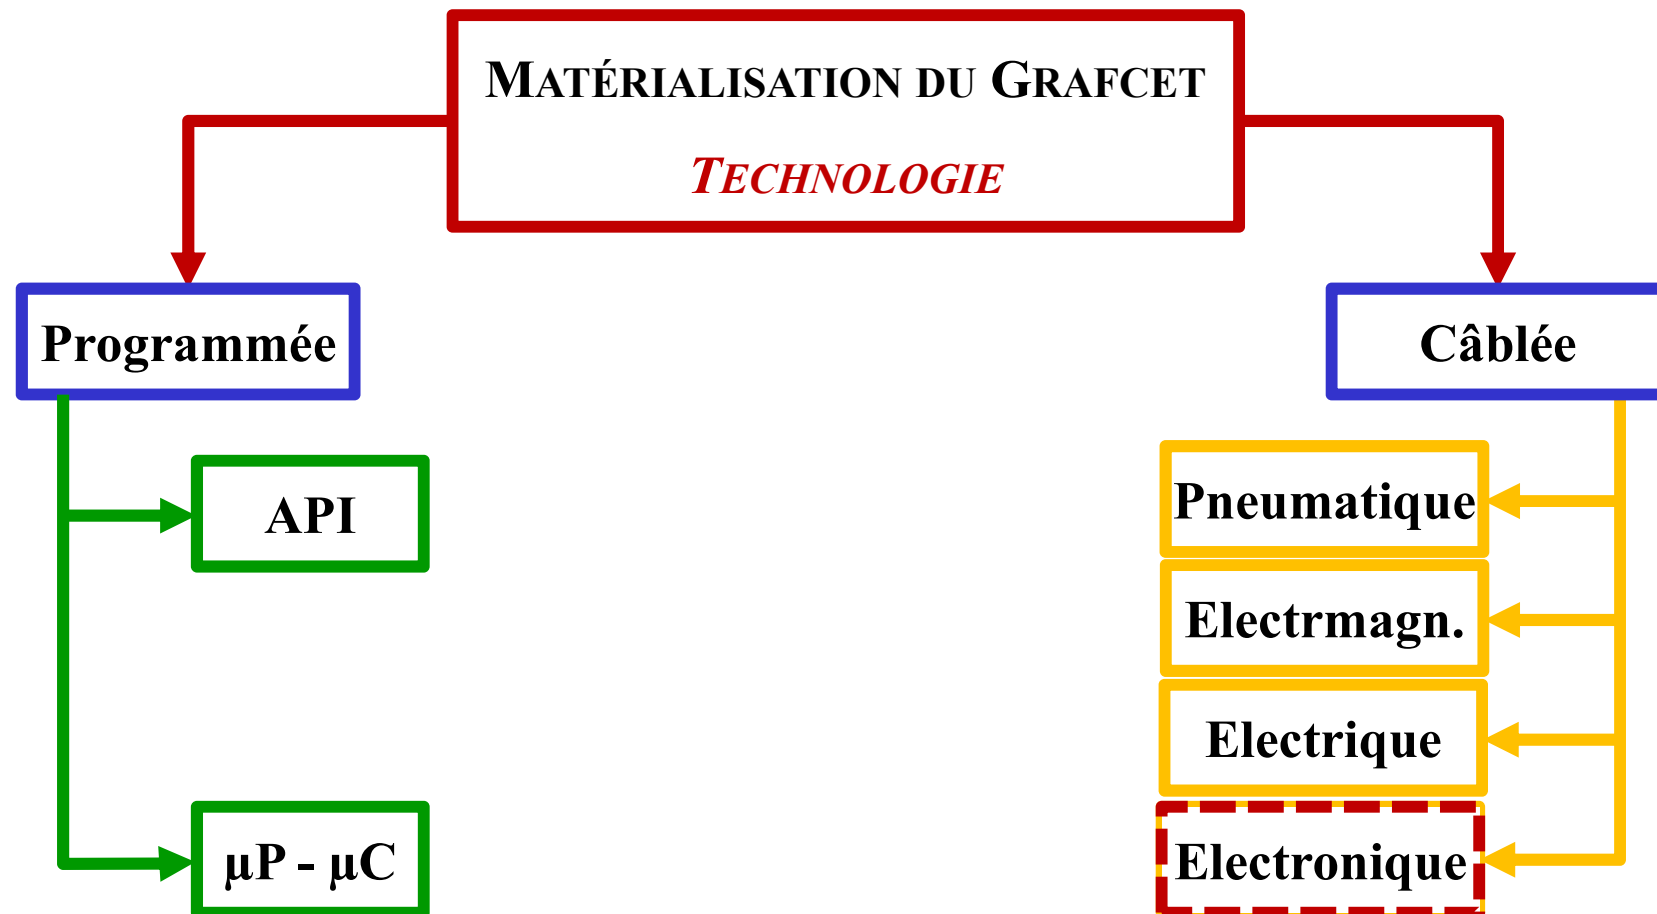 MATÉRIALISATION DU GRAFCET
TECHNOLOGIE
Programmée
Câblée
API
µP - µC
Pneumatique
Electrmagn.
Electrique
Electronique